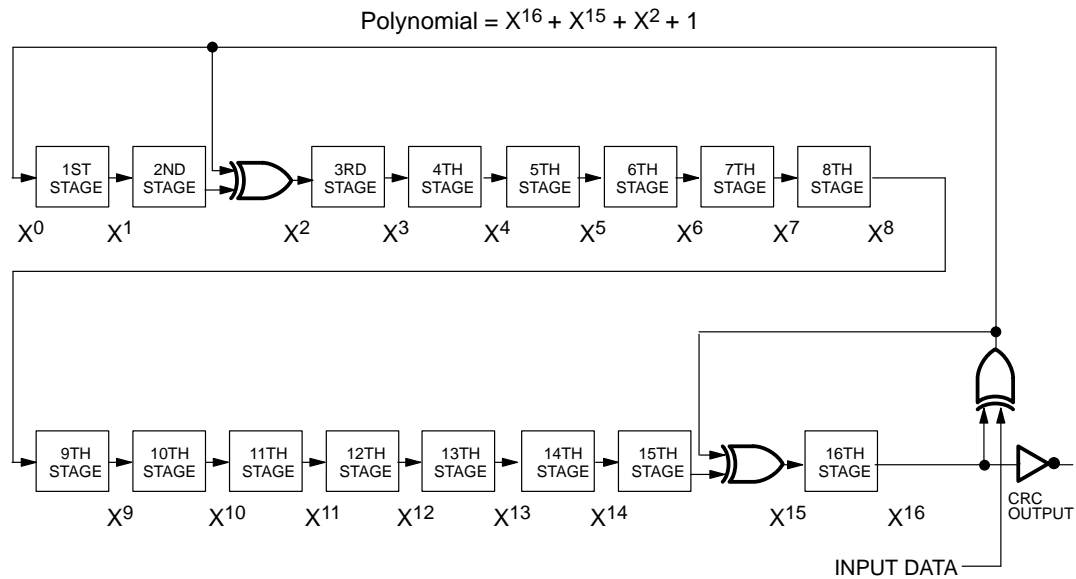 Polynomial = X¹⁶ + X¹⁵ + X² + 1
1ST
STAGE
2ND
STAGE
3RD
STAGE
4TH
STAGE
5TH
STAGE
6TH
STAGE
7TH
STAGE
8TH
STAGE
X⁰ X¹ X² X³ X⁴ X⁵ X⁶ X⁷ X⁸
9TH
STAGE
10TH
STAGE
11TH
STAGE
12TH
STAGE
13TH
STAGE
14TH
STAGE
15TH
STAGE
16TH
STAGE
X⁹ X¹⁰ X¹¹ X¹² X¹³ X¹⁴ X¹⁵ X¹⁶
CRC
OUTPUT
INPUT DATA